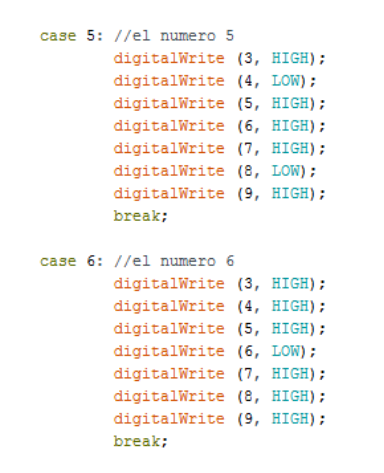 case 5: //el numero 5
digitalWrite (3, HIGH);
digitalWrite (4, LOW);
digitalWrite (5, HIGH);
digitalWrite (6, HIGH);
digitalWrite (7, HIGH);
digitalWrite (8, LOW);
digitalWrite (9, HIGH);
break;
case 6: //el numero 6
digitalWrite (3, HIGH);
digitalWrite (4, HIGH);
digitalWrite (5, HIGH);
digitalWrite (6, LOW);
digitalWrite (7, HIGH);
digitalWrite (8, HIGH);
digitalWrite (9, HIGH);
break;